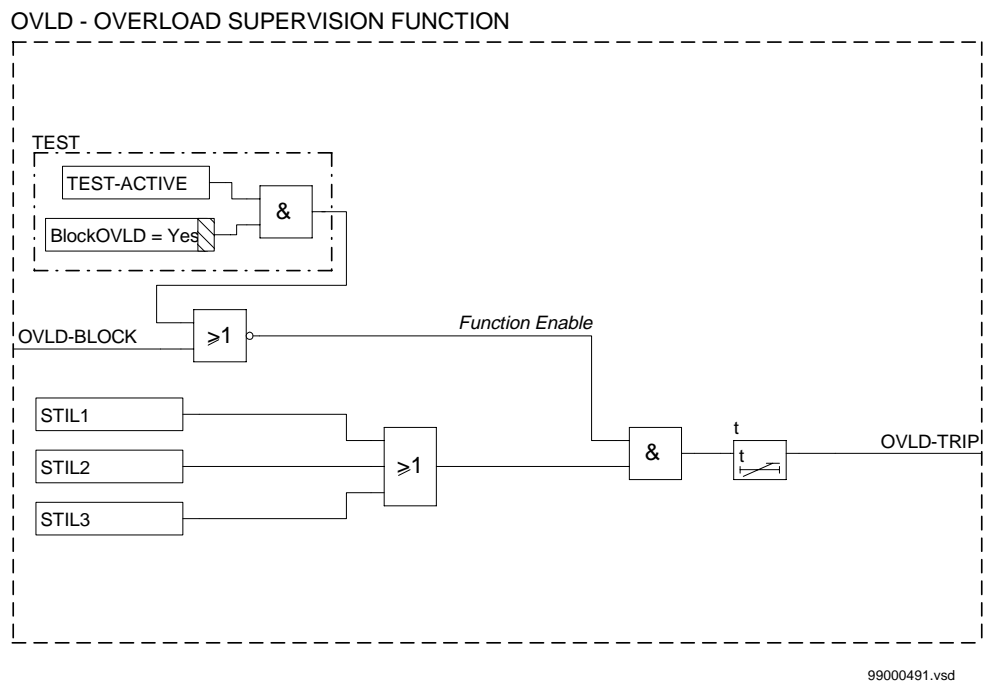 OVLD - OVERLOAD SUPERVISION FUNCTION
TEST
TEST-ACTIVE
&
BlockOVLD = Yes
OVLD-BLOCK
⩾1
Function Enable
STIL1
STIL2
STIL3
⩾1
&
t
t
OVLD-TRIP
99000491.vsd